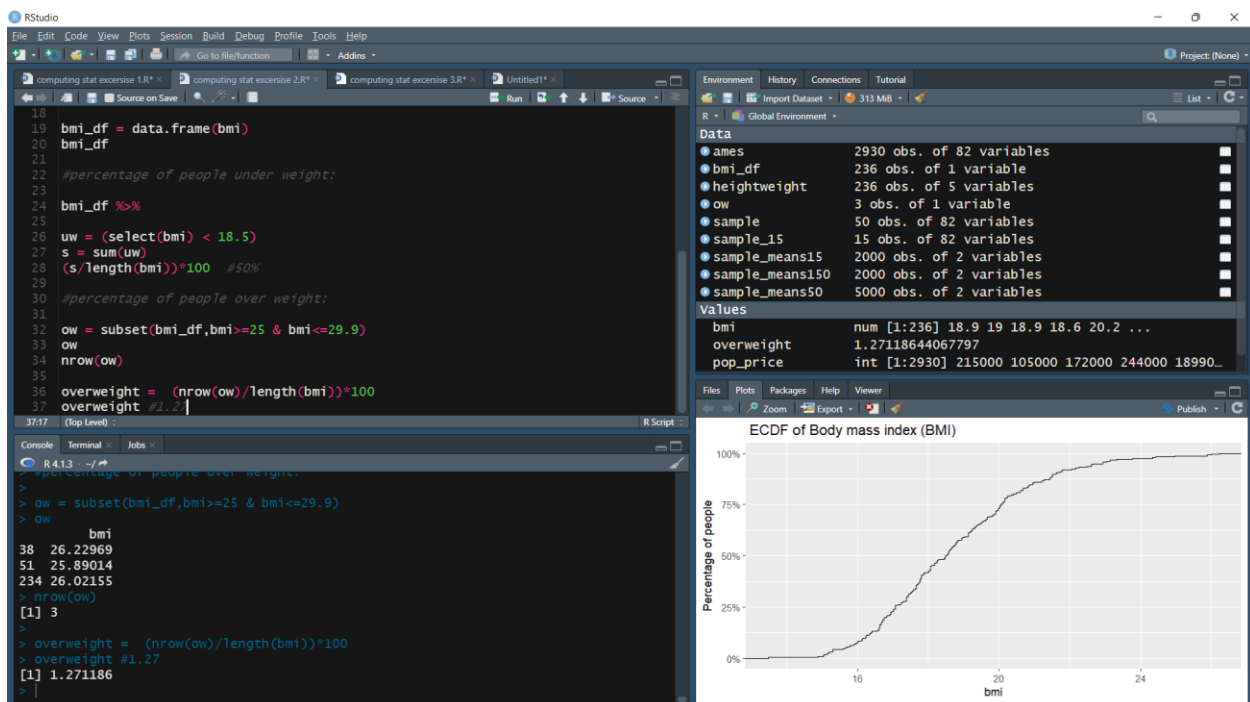 RStudio
File Edit Code View Plots Session Build Debug Profile Tools Help
Go to file/function Addins Project: (None)
computing stat excersise 1.R* computing stat excersise 2.R* computing stat excersise 3.R* Untitled1*
Source on Save Run Source
18
19 bmi_df = data.frame(bmi)
20 bmi_df
21
22 #percentage of people under weight:
23
24 bmi_df %>%
25
26 uw = (select(bmi) < 18.5)
27 s = sum(uw)
28 (s/length(bmi))*100 #50%
29
30 #percentage of people over weight:
31
32 ow = subset(bmi_df,bmi>=25 & bmi<=29.9)
33 ow
34 nrow(ow)
35
36 overweight = (nrow(ow)/length(bmi))*100
37 overweight #1.27
37:17 (Top Level) R Script
Console Terminal Jobs
R 4.1.3 · ~/
> #percentage of people over weight:
>
> ow = subset(bmi_df,bmi>=25 & bmi<=29.9)
> ow
bmi
38 26.22969
51 25.89014
234 26.02155
> nrow(ow)
[1] 3
>
> overweight = (nrow(ow)/length(bmi))*100
> overweight #1.27
[1] 1.271186
>
Environment History Connections Tutorial
Import Dataset 313 MiB List
R Global Environment
Data
ames 2930 obs. of 82 variables
bmi_df 236 obs. of 1 variable
heightweight 236 obs. of 5 variables
ow 3 obs. of 1 variable
sample 50 obs. of 82 variables
sample_15 15 obs. of 82 variables
sample_means15 2000 obs. of 2 variables
sample_means150 2000 obs. of 2 variables
sample_means50 5000 obs. of 2 variables
Values
bmi num [1:236] 18.9 19 18.9 18.6 20.2 ...
overweight 1.27118644067797
pop_price int [1:2930] 215000 105000 172000 244000 18990…
Files Plots Packages Help Viewer
Zoom Export Publish
ECDF of Body mass index (BMI)
Percentage of people
100%
75%
50%
25%
0%
16 20 24
bmi